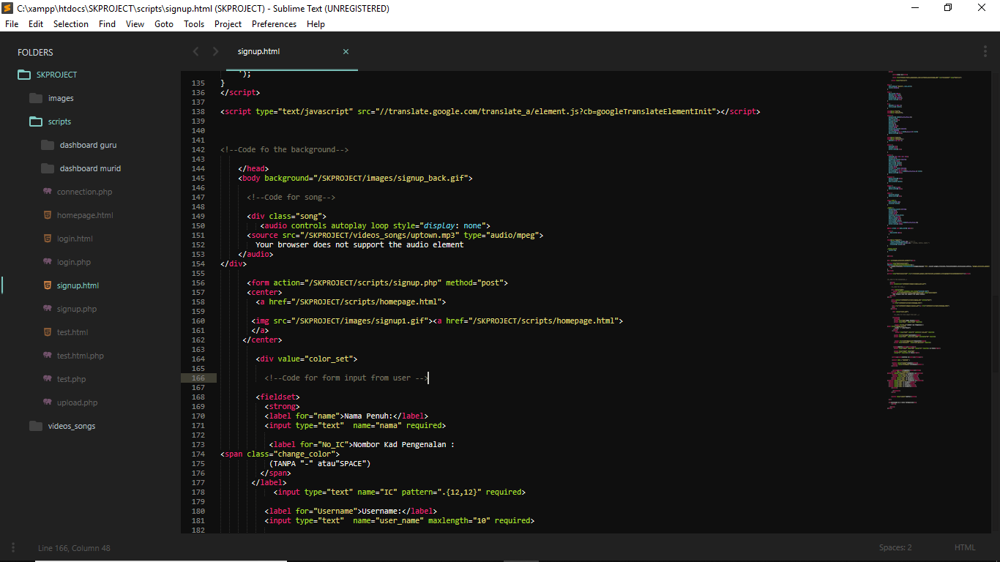 C:\xampp\htdocs\SKPROJECT\scripts\signup.html (SKPROJECT) - Sublime Text (UNREGISTERED)
File Edit Selection Find View Goto Tools Project Preferences Help
FOLDERS
SKPROJECT
images
scripts
dashboard guru
dashboard murid
connection.php
homepage.html
login.html
login.php
signup.html
signup.php
test.html
test.html.php
test.php
upload.php
videos_songs
signup.html
');
135 }
136 </script>
137
138 <script type="text/javascript" src="//translate.google.com/translate_a/element.js?cb=googleTranslateElementInit"></script>
139
140
141
142 <!--Code fo the background-->
143
144 </head>
145 <body background="/SKPROJECT/images/signup_back.gif">
146
147 <!--Code for song-->
148
149 <div class="song">
150 <audio controls autoplay loop style="display: none">
151 <source src="/SKPROJECT/videos_songs/uptown.mp3" type="audio/mpeg">
152 Your browser does not support the audio element
153 </audio>
154 </div>
155
156 <form action="/SKPROJECT/scripts/signup.php" method="post">
157 <center>
158 <a href="/SKPROJECT/scripts/homepage.html">
159
160 <img src="/SKPROJECT/images/signup1.gif"><a href="/SKPROJECT/scripts/homepage.html">
161 </a>
162 </center>
163
164 <div value="color_set">
165
166 <!--Code for form input from user -->
167
168 <fieldset>
169 <strong>
170 <label for="name">Nama Penuh:</label>
171 <input type="text"  name="nama" required>
172
173 <label for="No_IC">Nombor Kad Pengenalan :
174 <span class="change_color">
175 (TANPA "-" atau"SPACE")
176 </span>
177 </label>
178 <input type="text" name="IC" pattern=".{12,12}" required>
179
180 <label for="Username">Username:</label>
181 <input type="text"  name="user_name" maxlength="10" required>
182
Line 166, Column 48
Spaces: 2
HTML